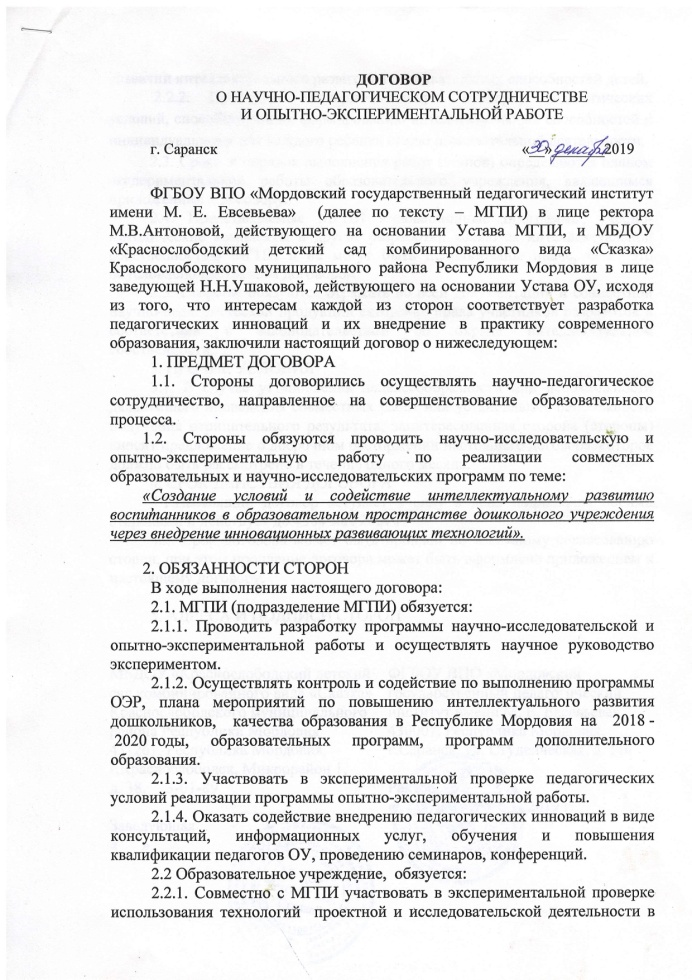 ДОГОВОР
О НАУЧНО-ПЕДАГОГИЧЕСКОМ СОТРУДНИЧЕСТВЕ
И ОПЫТНО-ЭКСПЕРИМЕНТАЛЬНОЙ РАБОТЕ
г. Саранск «30» декабря 2019
ФГБОУ ВПО «Мордовский государственный педагогический институт
имени М. Е. Евсевьева» (далее по тексту – МГПИ) в лице ректора
М.В.Антоновой, действующего на основании Устава МГПИ, и МБДОУ
«Краснослободский детский сад комбинированного вида «Сказка»
Краснослободского муниципального района Республики Мордовия в лице
заведующей Н.Н.Ушаковой, действующего на основании Устава ОУ, исходя
из того, что интересам каждой из сторон соответствует разработка
педагогических инноваций и их внедрение в практику современного
образования, заключили настоящий договор о нижеследующем:
1. ПРЕДМЕТ ДОГОВОРА
1.1. Стороны договорились осуществлять научно-педагогическое
сотрудничество, направленное на совершенствование образовательного
процесса.
1.2. Стороны обязуются проводить научно-исследовательскую и
опытно-экспериментальную работу по реализации совместных
образовательных и научно-исследовательских программ по теме:
«Создание условий и содействие интеллектуальному развитию
воспитанников в образовательном пространстве дошкольного учреждения
через внедрение инновационных развивающих технологий».
2. ОБЯЗАННОСТИ СТОРОН
В ходе выполнения настоящего договора:
2.1. МГПИ (подразделение МГПИ) обязуется:
2.1.1. Проводить разработку программы научно-исследовательской и
опытно-экспериментальной работы и осуществлять научное руководство
экспериментом.
2.1.2. Осуществлять контроль и содействие по выполнению программы
ОЭР, плана мероприятий по повышению интеллектуального развития
дошкольников, качества образования в Республике Мордовия на 2018 -
2020 годы, образовательных программ, программ дополнительного
образования.
2.1.3. Участвовать в экспериментальной проверке педагогических
условий реализации программы опытно-экспериментальной работы.
2.1.4. Оказать содействие внедрению педагогических инноваций в виде
консультаций, информационных услуг, обучения и повышения
квалификации педагогов ОУ, проведению семинаров, конференций.
2.2 Образовательное учреждение, обязуется:
2.2.1. Совместно с МГПИ участвовать в экспериментальной проверке
использования технологий проектной и исследовательской деятельности в